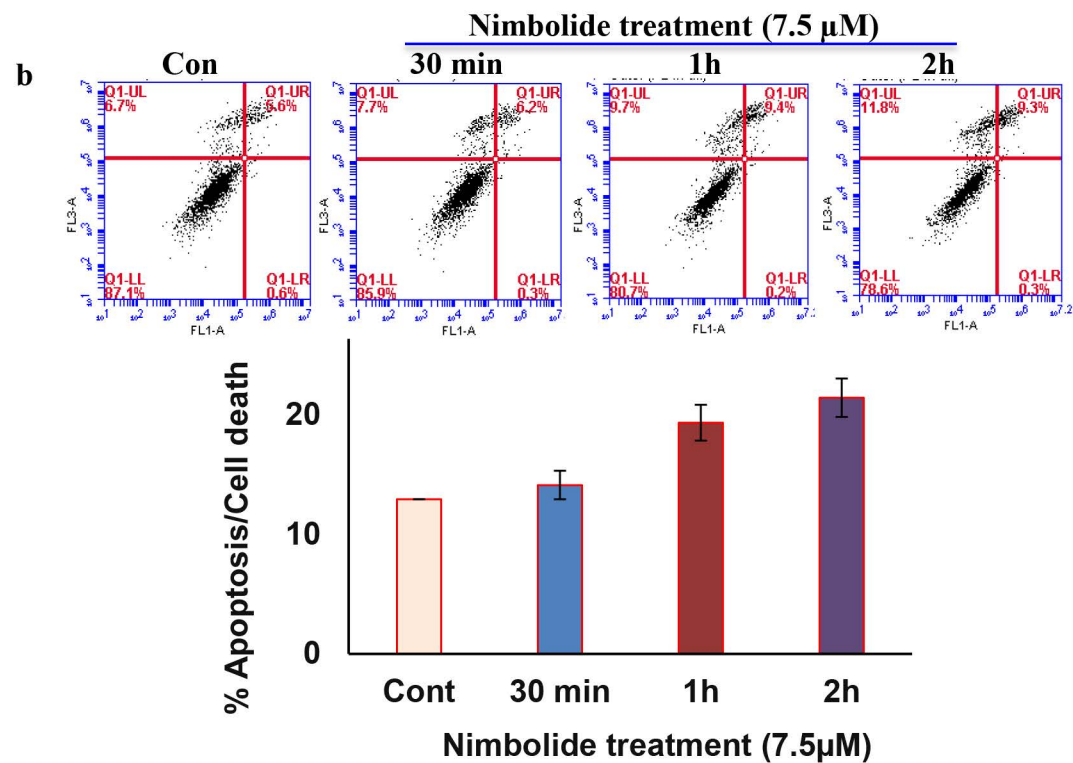 Nimbolide treatment (7.5 µM)
b
Con
30 min
1h
2h
Q1-UL
6.7%
Q1-UR
5.6%
Q1-LL
87.1%
Q1-LR
0.6%
FL3-A
FL1-A
Q1-UL
7.7%
Q1-UR
6.2%
Q1-LL
85.9%
Q1-LR
0.3%
FL3-A
FL1-A
Q1-UL
9.7%
Q1-UR
9.4%
Q1-LL
80.7%
Q1-LR
0.2%
FL3-A
FL1-A
Q1-UL
11.8%
Q1-UR
9.3%
Q1-LL
78.6%
Q1-LR
0.3%
FL3-A
FL1-A
% Apoptosis/Cell death
20
10
0
Cont
30 min
1h
2h
Nimbolide treatment (7.5µM)